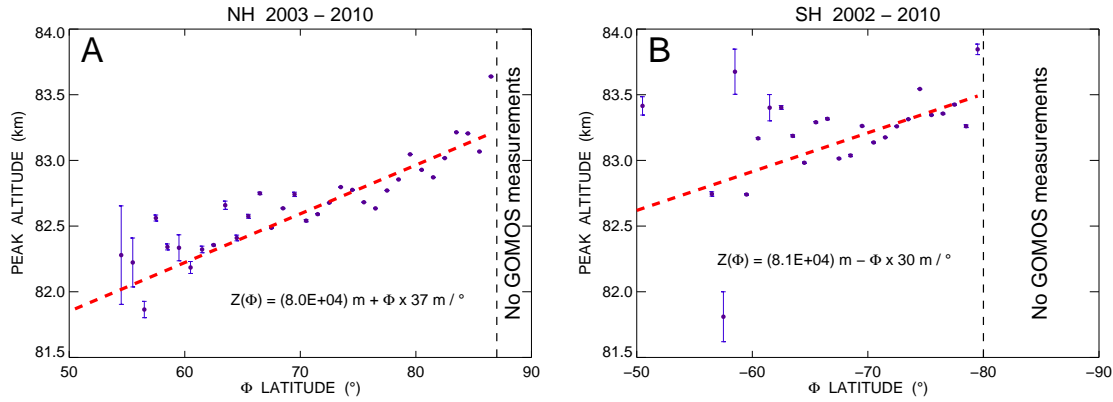 NH 2003 – 2010
A
PEAK ALTITUDE (km)
84.0
83.5
83.0
82.5
82.0
81.5
50
60
70
80
90
Φ LATITUDE (°)
Z(Φ) = (8.0E+04) m + Φ x 37 m / °
No GOMOS measurements
SH 2002 – 2010
B
PEAK ALTITUDE (km)
84.0
83.5
83.0
82.5
82.0
81.5
−50
−60
−70
−80
−90
Φ LATITUDE (°)
Z(Φ) = (8.1E+04) m − Φ x 30 m / °
No GOMOS measurements